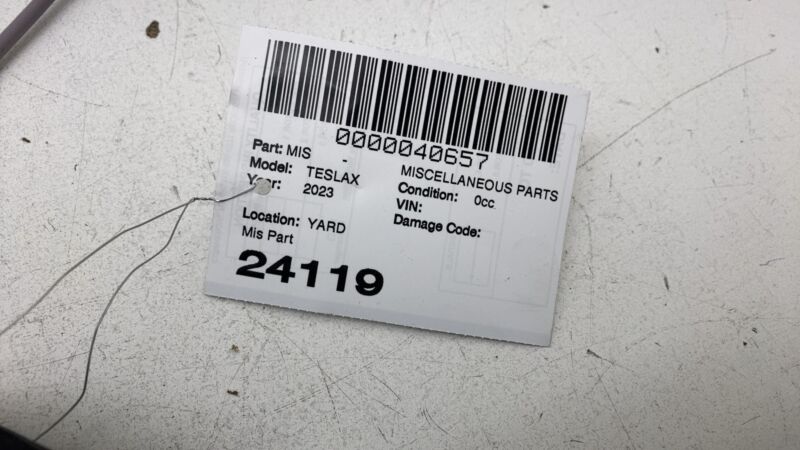 0000040657
Part: MIS - MISCELLANEOUS PARTS
Model: TESLAX Condition: 0cc
Year: 2023 VIN:
Damage Code:
Location: YARD
Mis Part
24119